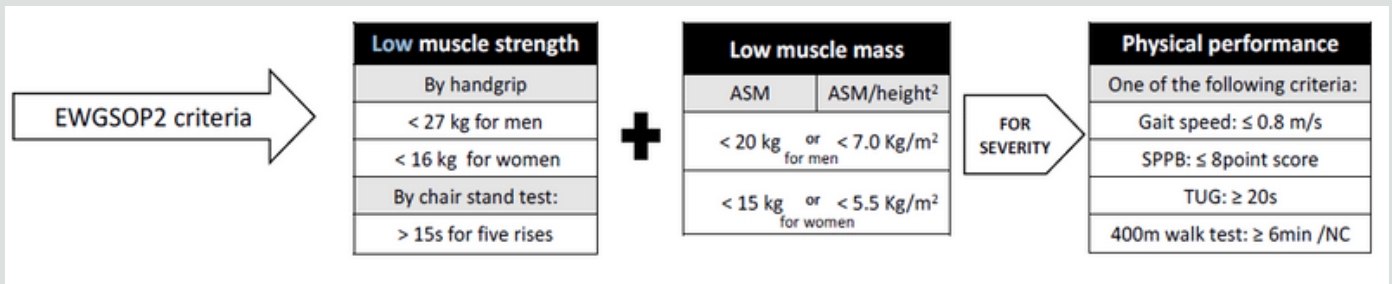 EWGSOP2 criteria
Low muscle strength
By handgrip
< 27 kg for men
< 16 kg for women
By chair stand test:
> 15s for five rises
+
Low muscle mass
ASM ASM/height²
< 20 kg or < 7.0 Kg/m²
for men
< 15 kg or < 5.5 Kg/m²
for women
FOR
SEVERITY
Physical performance
One of the following criteria:
Gait speed: ≤ 0.8 m/s
SPPB: ≤ 8point score
TUG: ≥ 20s
400m walk test: ≥ 6min /NC